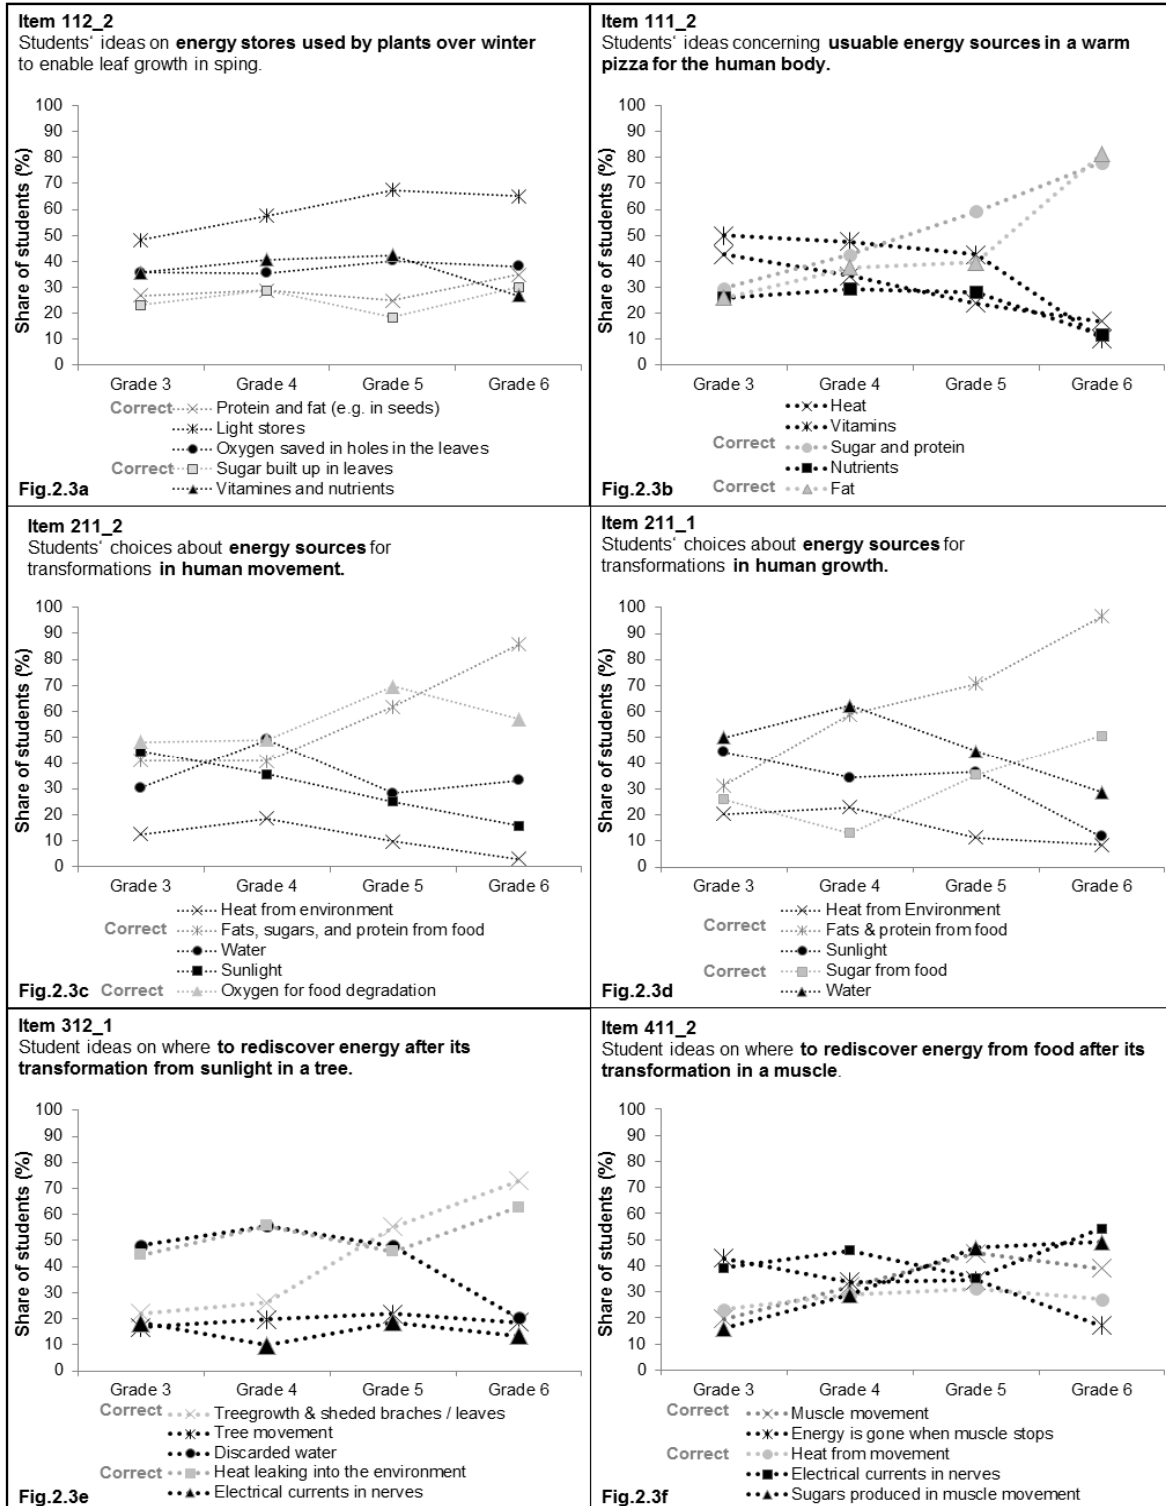 Item 112_2
Students‘ ideas on energy stores used by plants over winter
to enable leaf growth in sping.
Share of students (%)
100
90
80
70
60
50
40
30
20
10
0
Grade 3 Grade 4 Grade 5 Grade 6
Correct Protein and fat (e.g. in seeds)
Light stores
Oxygen saved in holes in the leaves
Correct Sugar built up in leaves
Vitamines and nutrients
Fig.2.3a
Item 111_2
Students‘ ideas concerning usuable energy sources in a warm
pizza for the human body.
Share of students (%)
100
90
80
70
60
50
40
30
20
10
0
Grade 3 Grade 4 Grade 5 Grade 6
Heat
Vitamins
Correct Sugar and protein
Nutrients
Correct Fat
Fig.2.3b
Item 211_2
Students‘ choices about energy sources for
transformations in human movement.
Share of students (%)
100
90
80
70
60
50
40
30
20
10
0
Grade 3 Grade 4 Grade 5 Grade 6
Heat from environment
Correct Fats, sugars, and protein from food
Water
Sunlight
Correct Oxygen for food degradation
Fig.2.3c
Item 211_1
Students‘ choices about energy sources for
transformations in human growth.
Share of students (%)
100
90
80
70
60
50
40
30
20
10
0
Grade 3 Grade 4 Grade 5 Grade 6
Heat from Environment
Correct Fats & protein from food
Sunlight
Correct Sugar from food
Water
Fig.2.3d
Item 312_1
Student ideas on where to rediscover energy after its
transformation from sunlight in a tree.
Share of students (%)
100
90
80
70
60
50
40
30
20
10
0
Grade 3 Grade 4 Grade 5 Grade 6
Correct Treegrowth & sheded braches / leaves
Tree movement
Discarded water
Correct Heat leaking into the environment
Electrical currents in nerves
Fig.2.3e
Item 411_2
Student ideas on where to rediscover energy from food after its
transformation in a muscle.
Share of students (%)
100
90
80
70
60
50
40
30
20
10
0
Grade 3 Grade 4 Grade 5 Grade 6
Correct Muscle movement
Energy is gone when muscle stops
Correct Heat from movement
Electrical currents in nerves
Sugars produced in muscle movement
Fig.2.3f